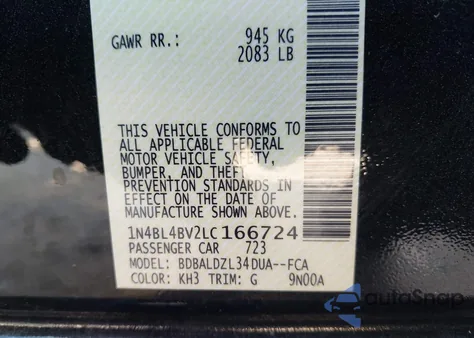 GAWR RR.: 945 KG
2083 LB
THIS VEHICLE CONFORMS TO
ALL APPLICABLE FEDERAL
MOTOR VEHICLE SAFETY,
BUMPER, AND THEFT
PREVENTION STANDARDS IN
EFFECT ON THE DATE OF
MANUFACTURE SHOWN ABOVE.
1N4BL4BV2LC166724
PASSENGER CAR 723
MODEL: BDBALDZL34DUA--FCA
COLOR: KH3 TRIM: G 9N00A
autoSnap